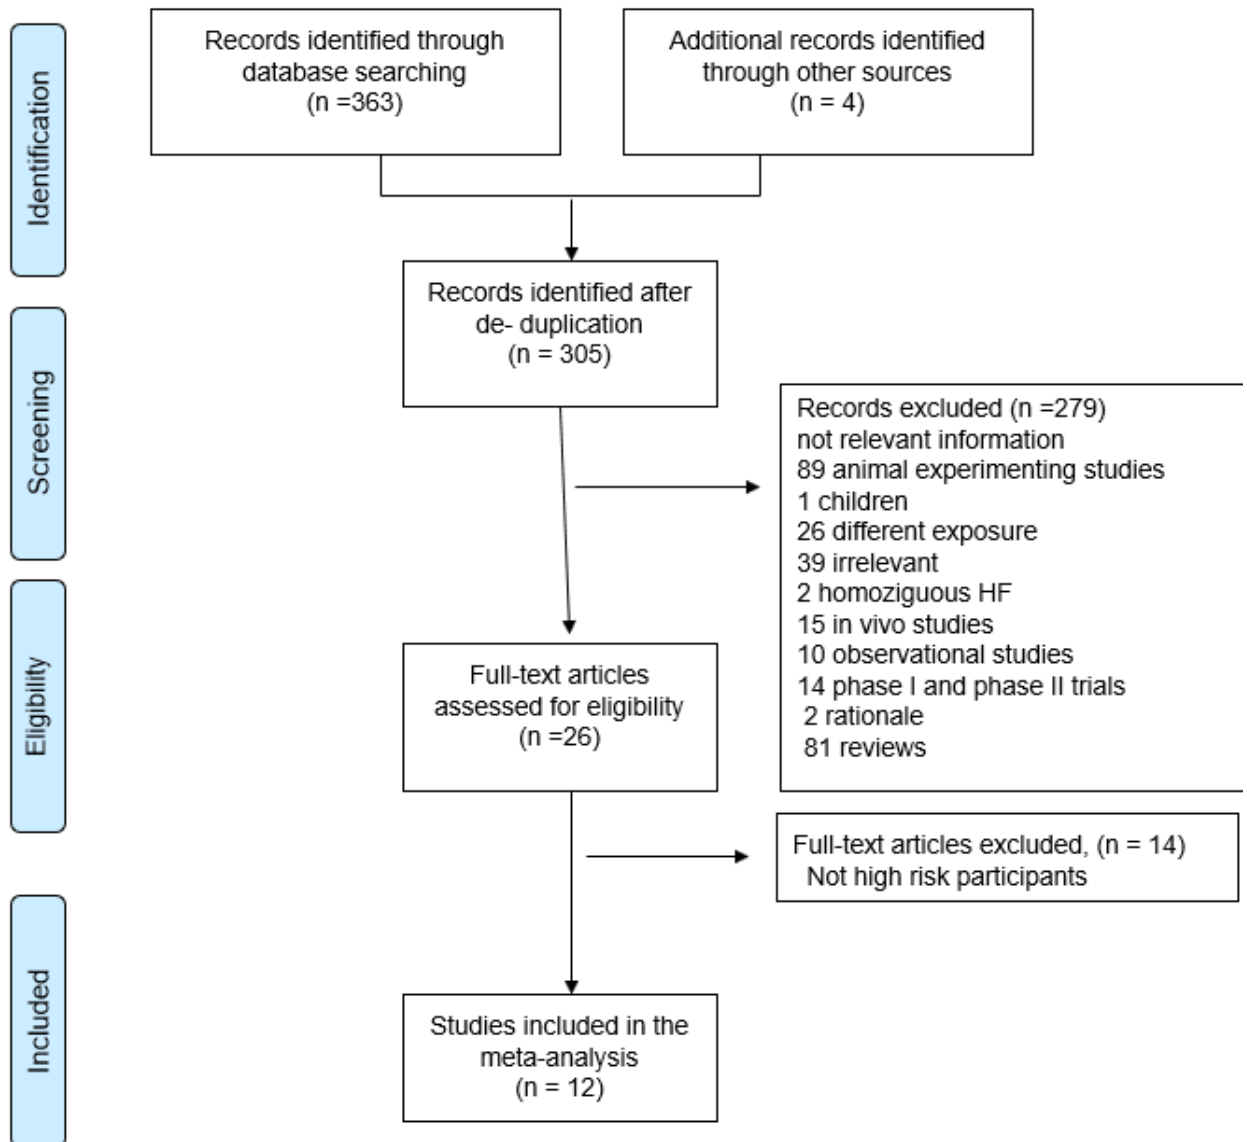 Identification
Records identified through
database searching
(n =363)
Additional records identified
through other sources
(n = 4)
Records identified after
de- duplication
(n = 305)
Screening
Records excluded (n =279)
not relevant information
89 animal experimenting studies
1 children
26 different exposure
39 irrelevant
2 homoziguous HF
15 in vivo studies
10 observational studies
14 phase I and phase II trials
2 rationale
81 reviews
Eligibility
Full-text articles
assessed for eligibility
(n =26)
Full-text articles excluded, (n = 14)
Not high risk participants
Included
Studies included in the
meta-analysis
(n = 12)